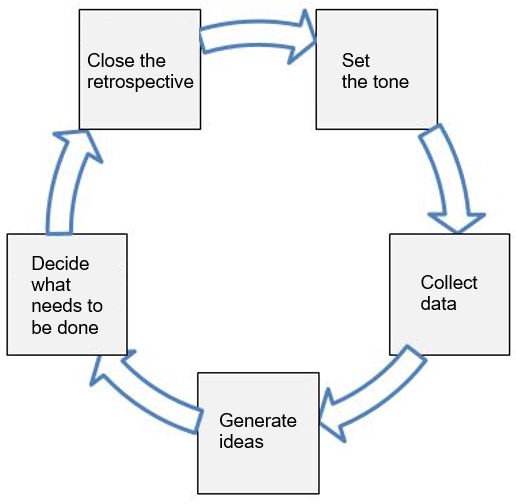 Close the
retrospective
Set
the tone
Collect
data
Generate
ideas
Decide
what
needs to
be done